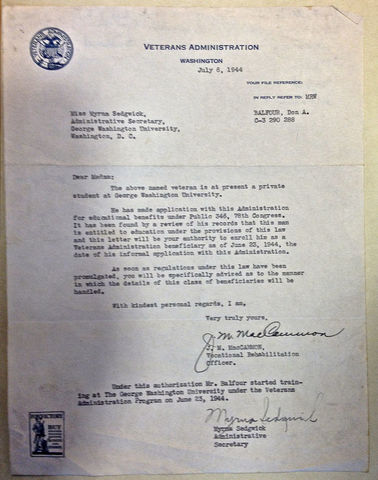 VETERANS ADMINISTRATION
WASHINGTON
July 6, 1944
YOUR FILE REFERENCE:
IN REPLY REFER TO: MRN
Miss Myrna Sedgwick,
Administrative Secretary,
George Washington University,
Washington, D. C.
BALFOUR, Don A.
C-3 290 288
Dear Madam:
The above named veteran is at present a private
student at George Washington University.
He has made application with this Administration
for educational benefits under Public 346, 78th Congress.
It has been found by a review of his records that this man
is entitled to education under the provisions of this law
and this letter will be your authority to enroll him as a
Veterans Administration beneficiary as of June 23, 1944, the
date of his informal application with this Administration.
As soon as regulations under this law have been
promulgated, you will be specifically advised as to the manner
in which the details of this class of beneficiaries will be
handled.
With kindest personal regards, I am,
Very truly yours,
J. M. MacCammon
J. M. MacCAMMON,
Vocational Rehabilitation
Officer.
Under this authorization Mr. Balfour started train-
ing at The George Washington University under the Veterans
Administration Program on June 23, 1944.
Myrna Sedgwick
Myrna Sedgwick
Administrative
Secretary
BUY